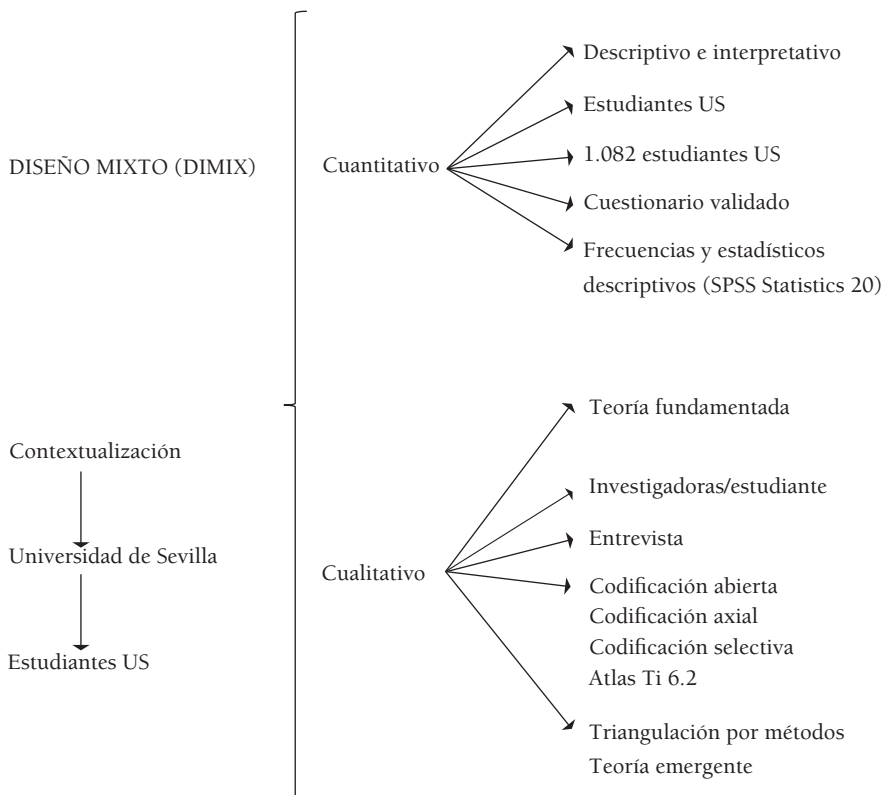 DISEÑO MIXTO (DIMIX)
Cuantitativo
Descriptivo e interpretativo
Estudiantes US
1.082 estudiantes US
Cuestionario validado
Frecuencias y estadísticos
descriptivos (SPSS Statistics 20)
Contextualización
Universidad de Sevilla
Estudiantes US
Cualitativo
Teoría fundamentada
Investigadoras/estudiante
Entrevista
Codificación abierta
Codificación axial
Codificación selectiva
Atlas Ti 6.2
Triangulación por métodos
Teoría emergente